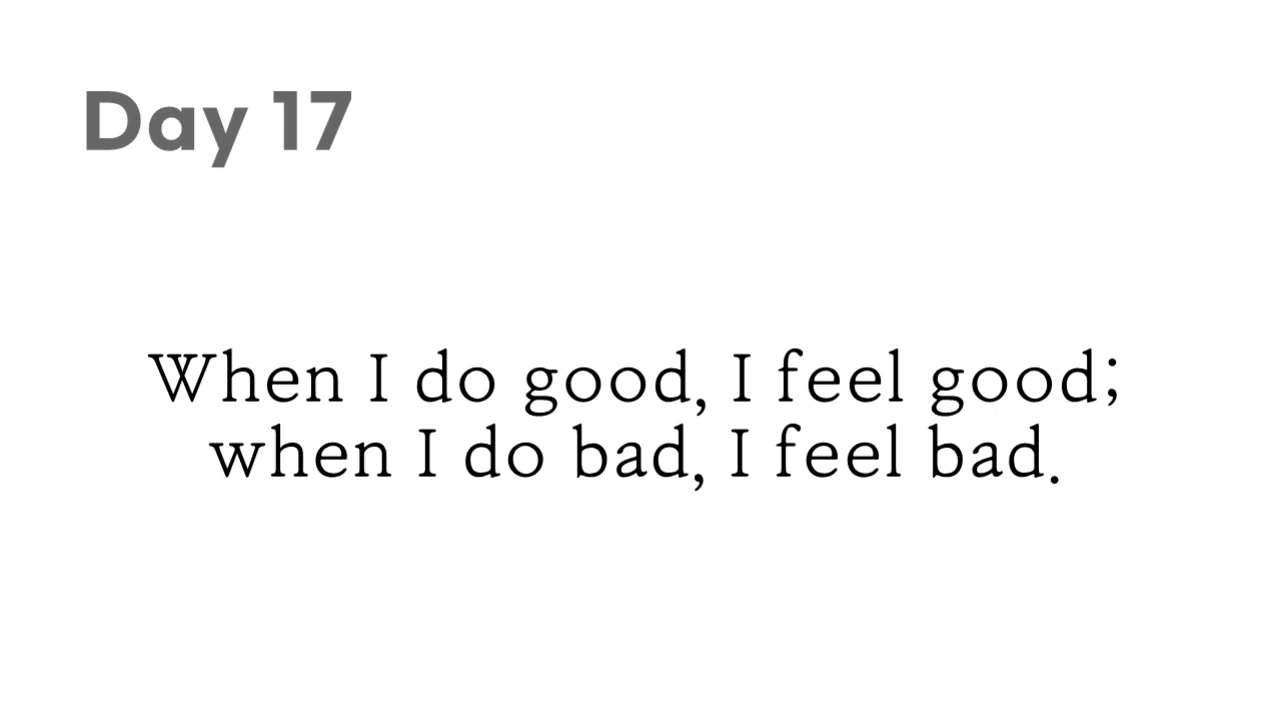 Day 17
When I do good, I feel good;
when I do bad, I feel bad.